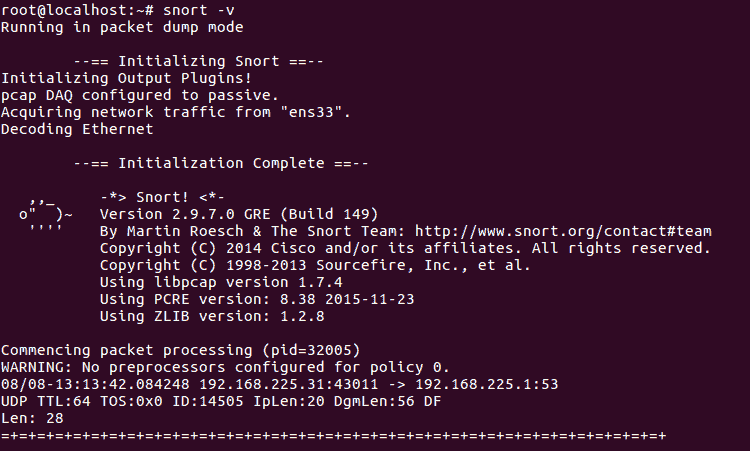 root@localhost:~# snort -v
Running in packet dump mode
--== Initializing Snort ==--
Initializing Output Plugins!
pcap DAQ configured to passive.
Acquiring network traffic from "ens33".
Decoding Ethernet
--== Initialization Complete ==--
,,_ -*> Snort! <*-
o" )~ Version 2.9.7.0 GRE (Build 149)
'''' By Martin Roesch & The Snort Team: http://www.snort.org/contact#team
Copyright (C) 2014 Cisco and/or its affiliates. All rights reserved.
Copyright (C) 1998-2013 Sourcefire, Inc., et al.
Using libpcap version 1.7.4
Using PCRE version: 8.38 2015-11-23
Using ZLIB version: 1.2.8
Commencing packet processing (pid=32005)
WARNING: No preprocessors configured for policy 0.
08/08-13:13:42.084248 192.168.225.31:43011 -> 192.168.225.1:53
UDP TTL:64 TOS:0x0 ID:14505 IpLen:20 DgmLen:56 DF
Len: 28
=+=+=+=+=+=+=+=+=+=+=+=+=+=+=+=+=+=+=+=+=+=+=+=+=+=+=+=+=+=+=+=+=+=+=+=+=+